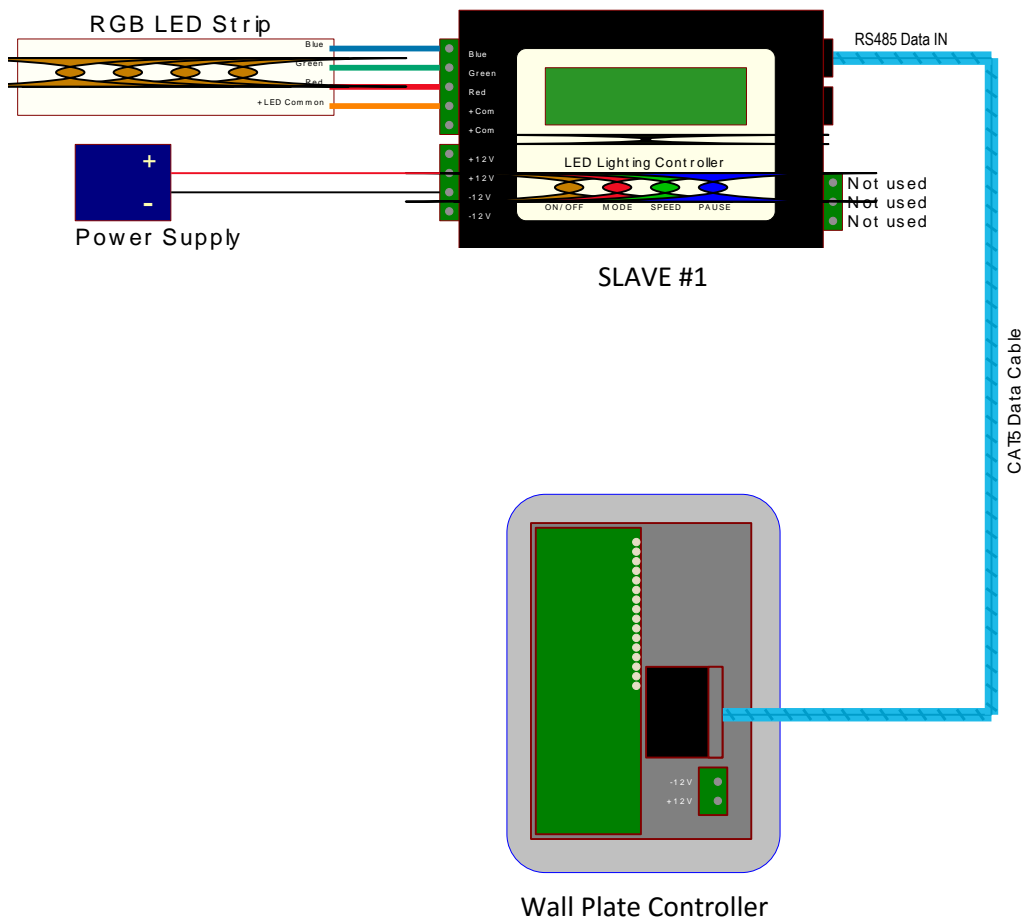 RGB LED Strip
Blue
Green
Red
+LED Common
Power Supply
+
-
Blue
Green
Red
+Com
+Com
+12V
+12V
-12V
-12V
LED Lighting Controller
ON/OFF MODE SPEED PAUSE
SLAVE #1
RS485 Data IN
Not used
Not used
Not used
CAT5 Data Cable
-12V
+12V
Wall Plate Controller